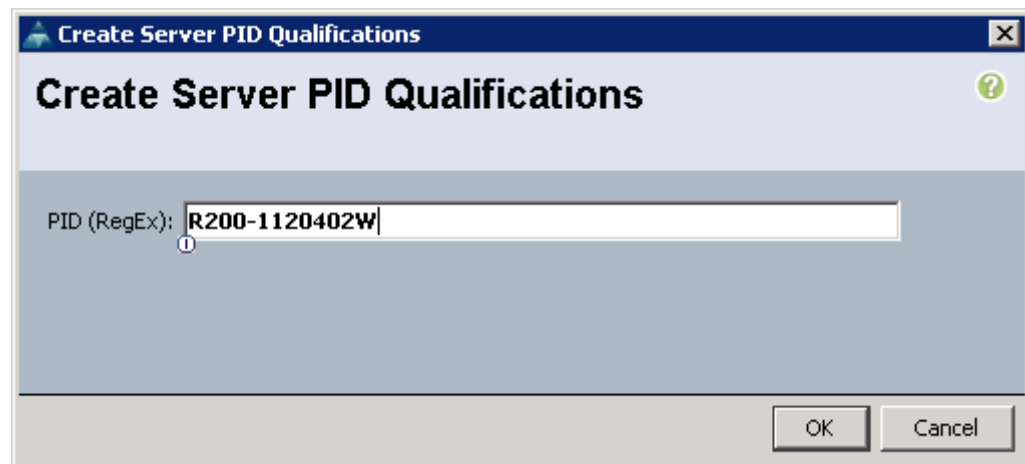 Create Server PID Qualifications
Create Server PID Qualifications
PID (RegEx): R200-1120402W
OK Cancel